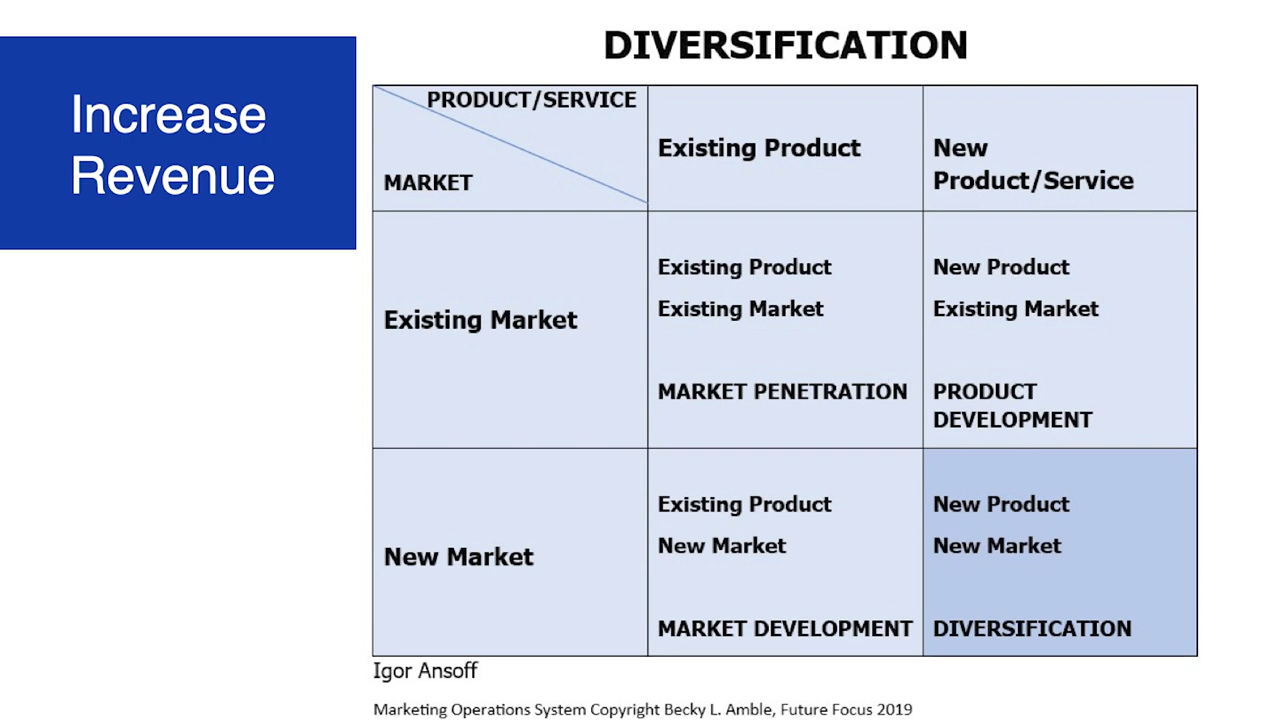 Increase
Revenue
DIVERSIFICATION
PRODUCT/SERVICE
MARKET
Existing Product
New
Product/Service
Existing Market
Existing Product
Existing Market
MARKET PENETRATION
New Product
Existing Market
PRODUCT
DEVELOPMENT
New Market
Existing Product
New Market
MARKET DEVELOPMENT
New Product
New Market
DIVERSIFICATION
Igor Ansoff
Marketing Operations System Copyright Becky L. Amble, Future Focus 2019